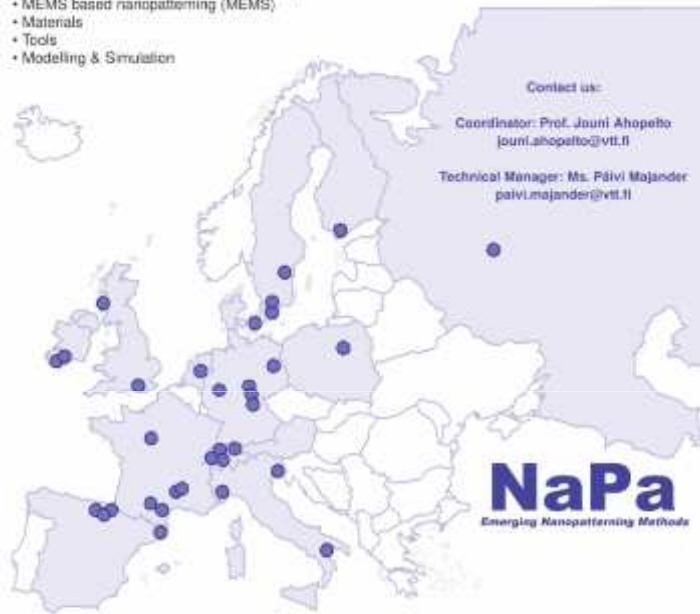 • MEMS based nanopatterning (MEMS)
• Materials
• Tools
• Modelling & Simulation
Contact us:
Coordinator: Prof. Jouni Ahopelto
jouni.ahopelto@vtt.fi
Technical Manager: Ms. Päivi Majander
paivi.majander@vtt.fi
NaPa
Emerging Nanopatterning Methods